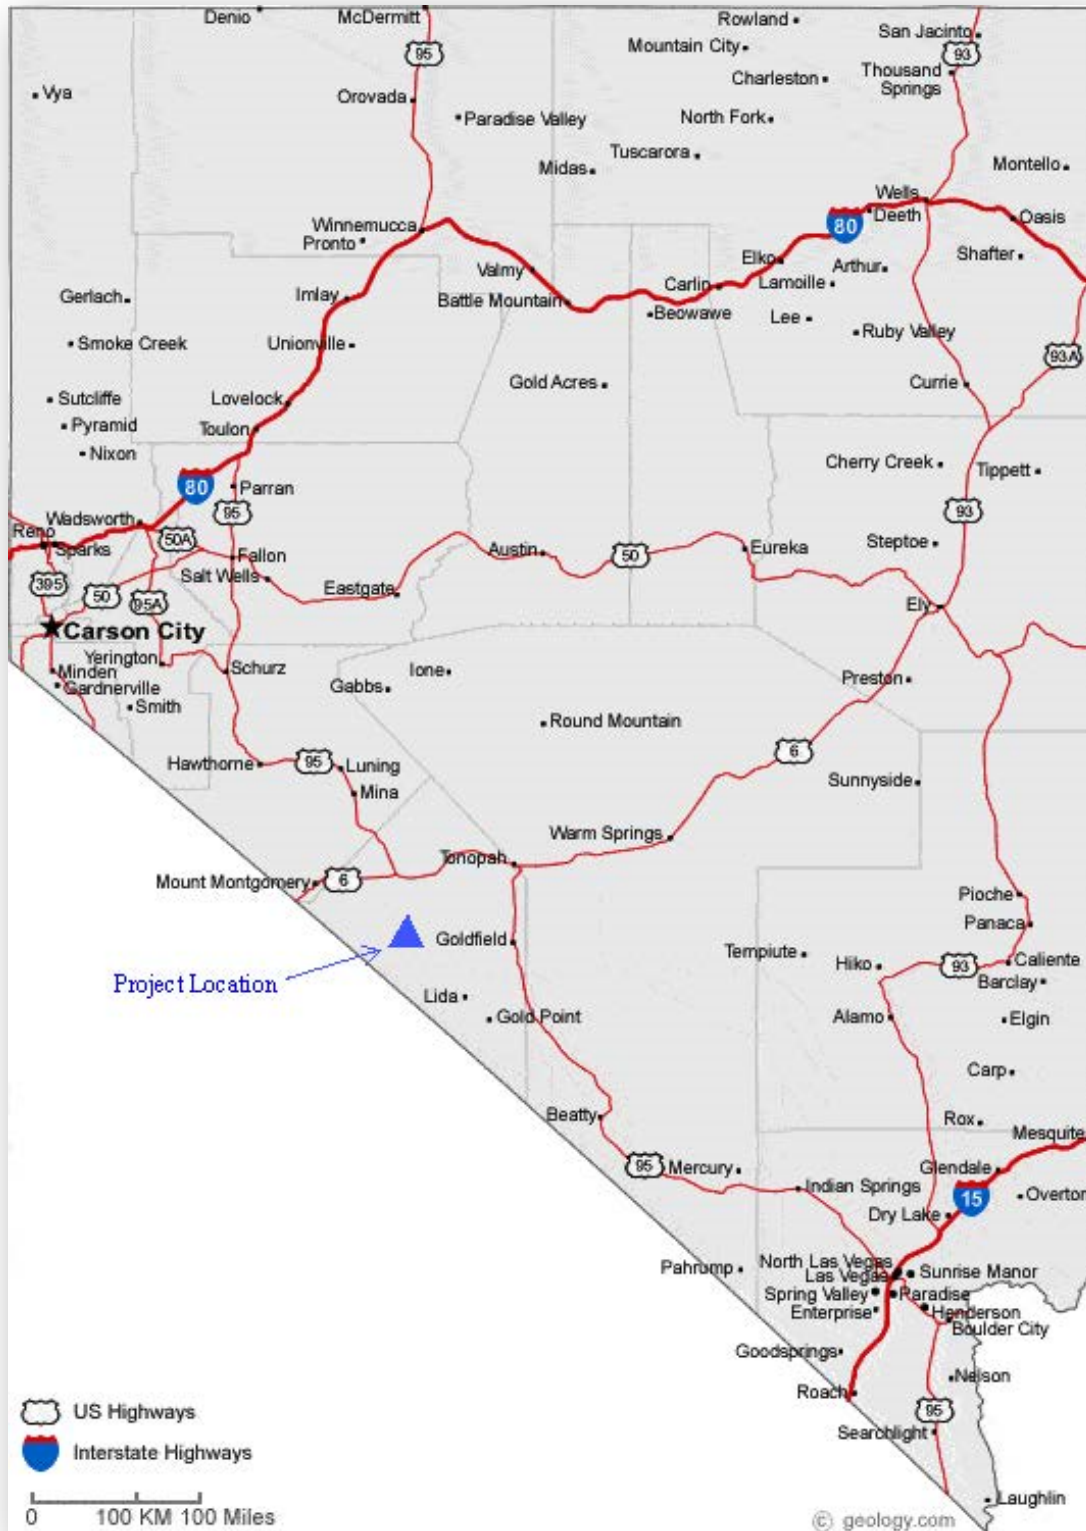 Denio
McDermitt
Rowland
San Jacinto
95
Mountain City
93
Charleston
Thousand
Springs
Vya
Orovada
Paradise Valley
North Fork
Tuscarora
Midas
Montello
Wells
Deeth
Oasis
Winnemucca
Pronto
80
Elko
Arthur
Shafter
Valmy
Carlin
Lamoille
Gerlach
Imlay
Battle Mountain
Beowawe
Lee
Ruby Valley
Smoke Creek
Unionville
93A
Gold Acres
Currie
Sutcliffe
Lovelock
Pyramid
Toulon
Nixon
Cherry Creek
Tippett
80
Parran
95
93
Wadsworth
Reno
Sparks
50A
Fallon
Austin
50
Eureka
Steptoe
395
50
95A
Salt Wells
Eastgate
Ely
Carson City
Yerington
Schurz
Minden
Gardnerville
Smith
Ione
Gabbs
Preston
Round Mountain
6
Hawthorne
95
Luning
Mina
Sunnyside
Warm Springs
Tonopah
Mount Montgomery
6
Pioche
Panaca
Goldfield
Tempiute
Hiko
93
Caliente
Barclay
Project Location
Lida
Gold Point
Alamo
Elgin
Carp
Beatty
Rox
Mesquite
95
Mercury
Glendale
Indian Springs
15
Overton
Dry Lake
Pahrump
North Las Vegas
Las Vegas
Sunrise Manor
Spring Valley
Paradise
Enterprise
Henderson
Boulder City
Goodsprings
Nelson
Roach
95
Searchlight
US Highways
Interstate Highways
Laughlin
0 100 KM 100 Miles
© geology.com